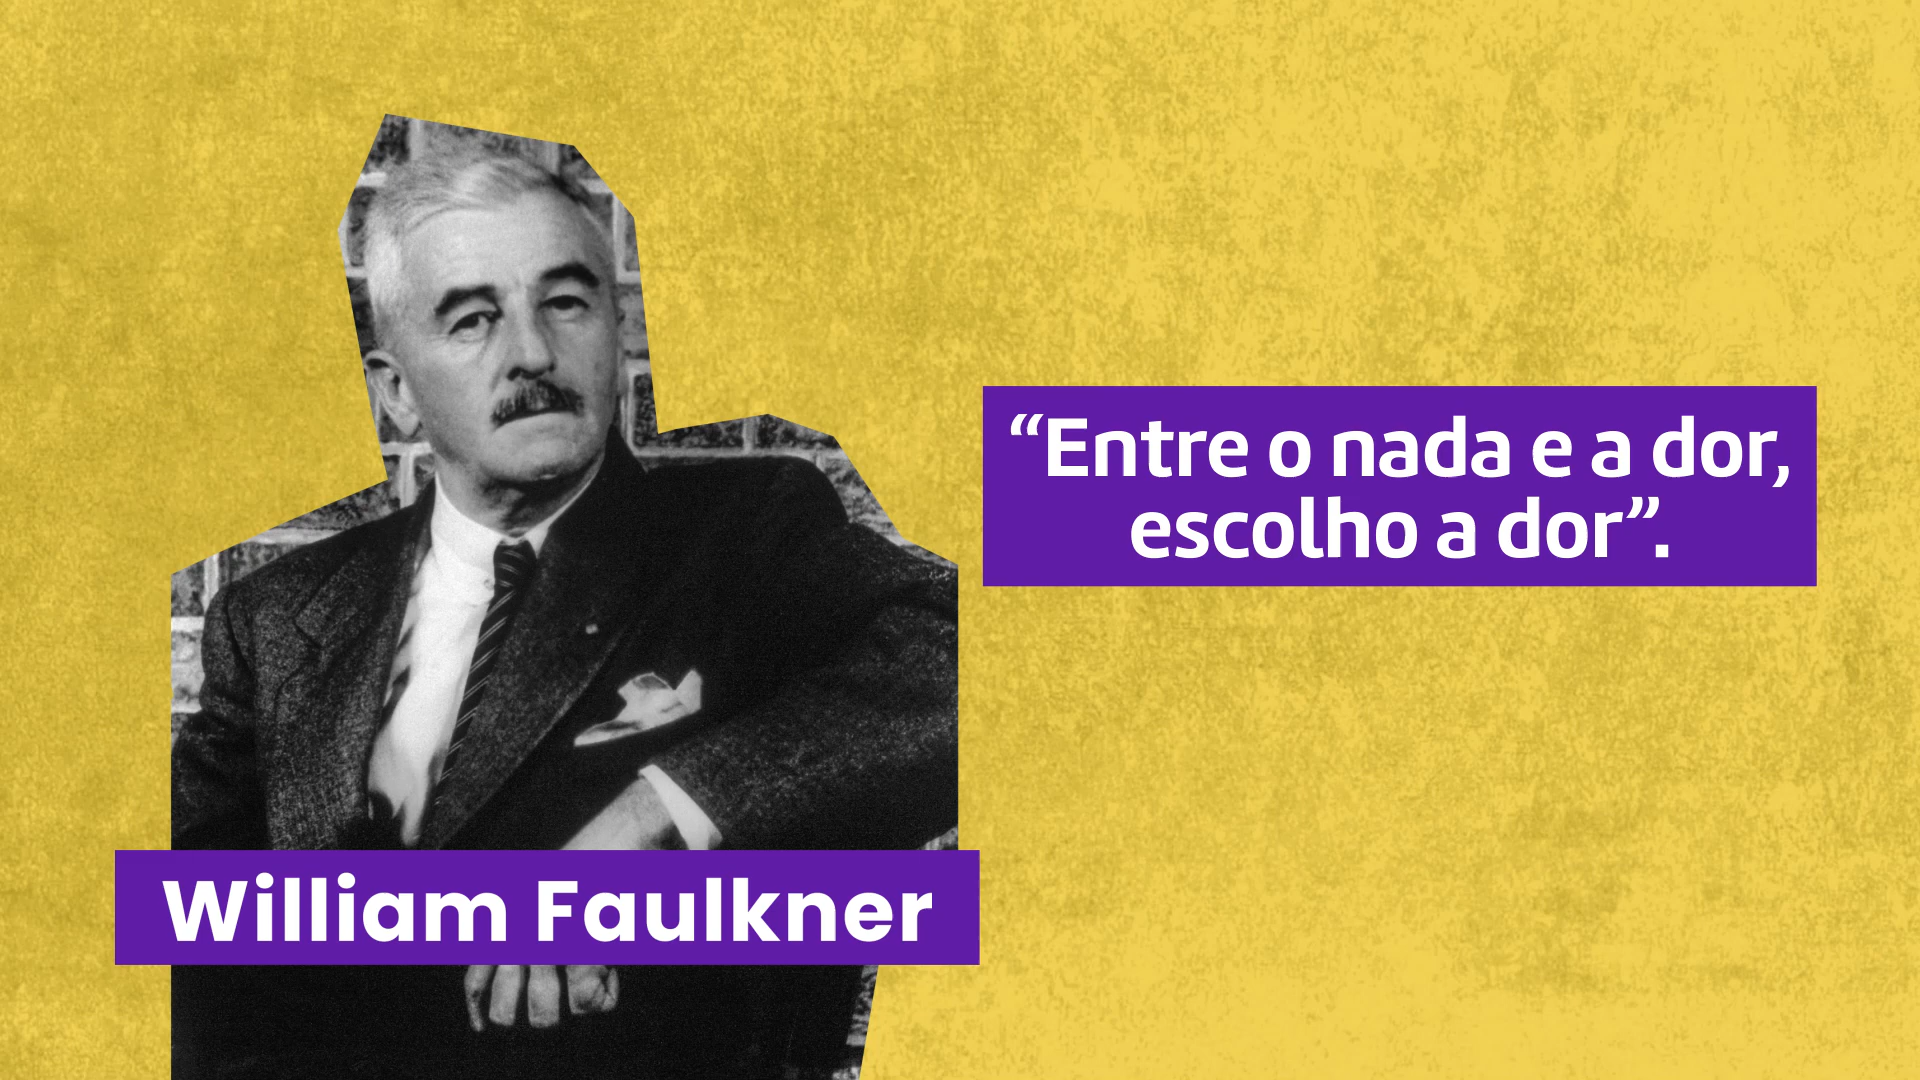 “Entre o nada e a dor,
escolho a dor”.
William Faulkner